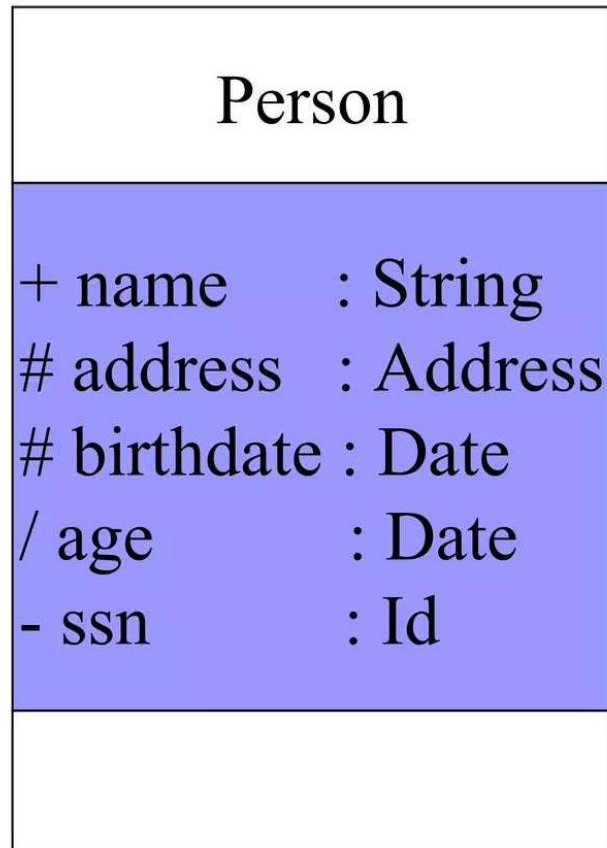 Person
+ name : String
# address : Address
# birthdate : Date
/ age : Date
- ssn : Id